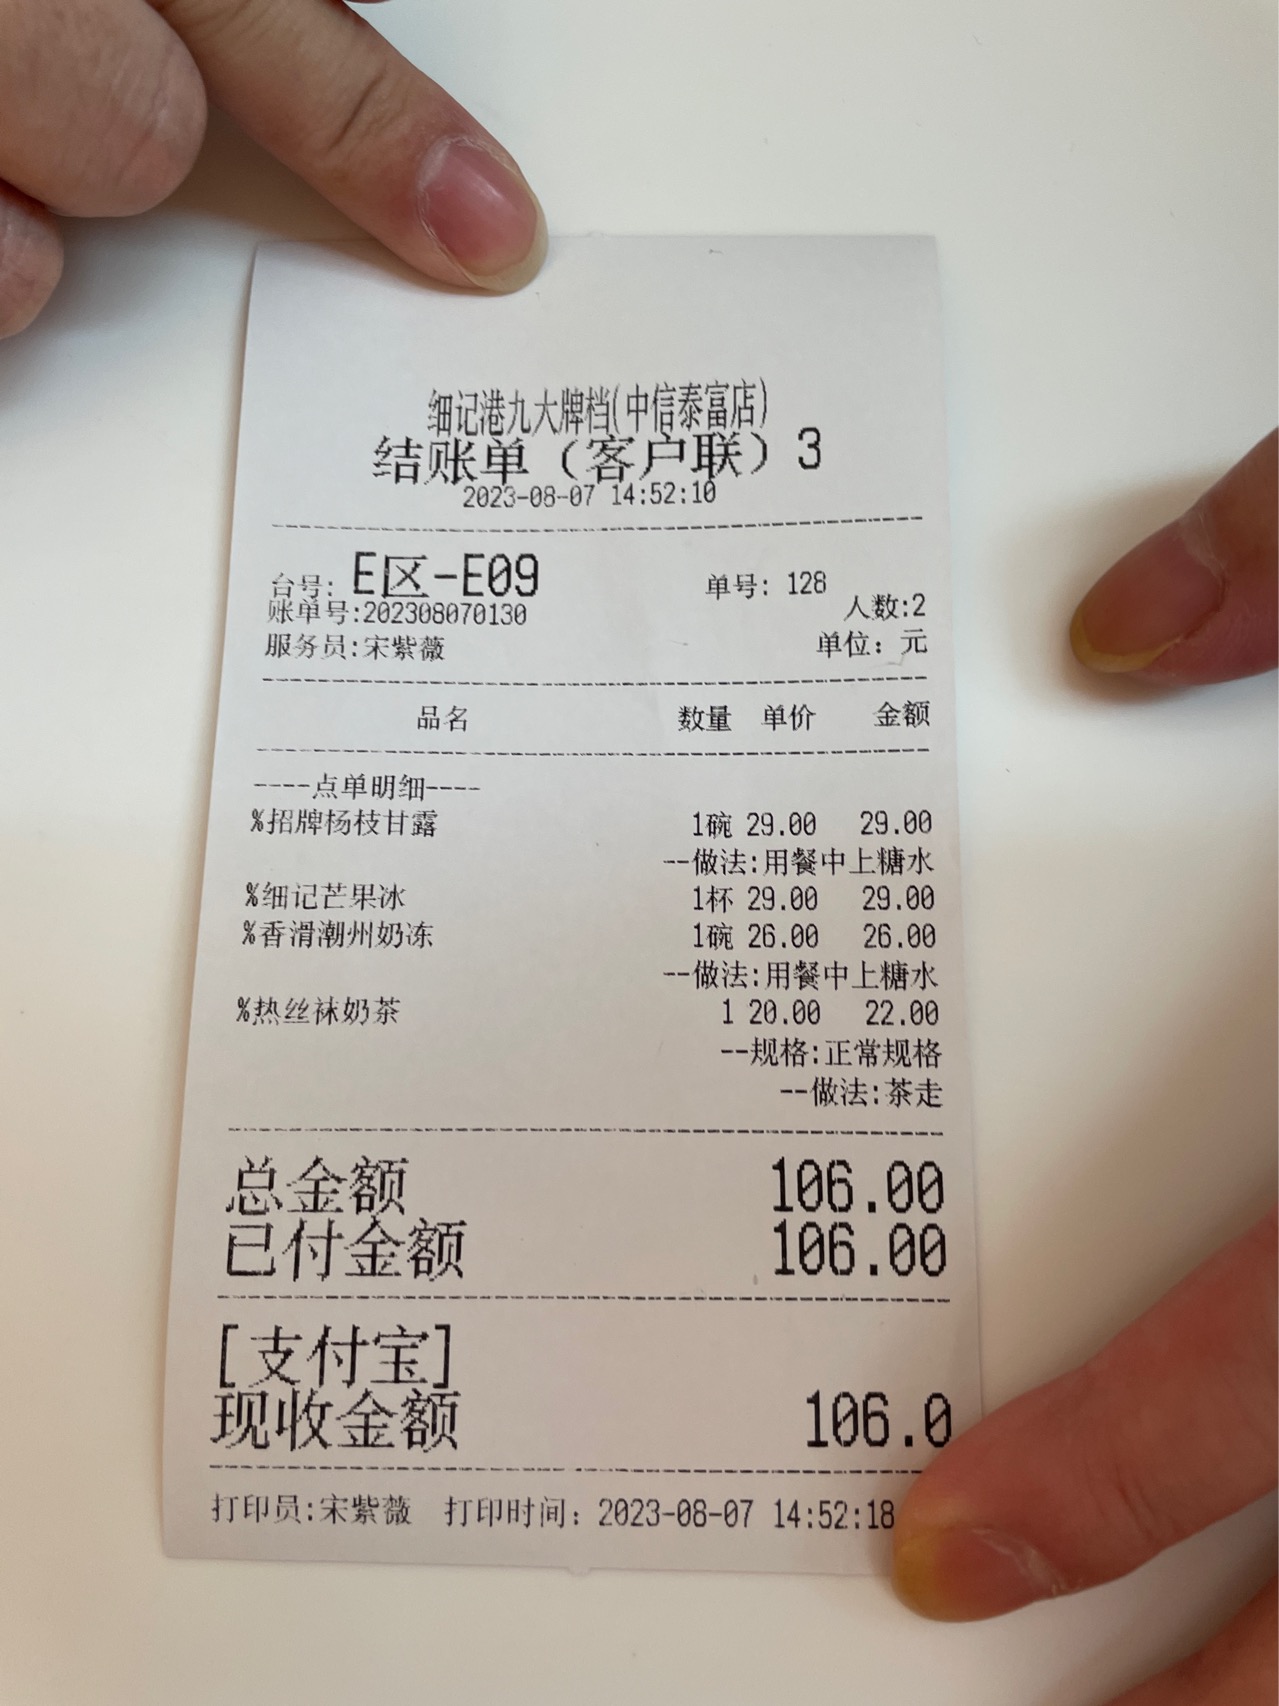 细记港九大牌档(中信泰富店)
结账单（客户联）3
2023-08-07 14:52:10
台号: E区-E09 单号: 128
账单号:202308070130 人数:2
服务员:宋紫薇 单位: 元
品名 数量 单价 金额
----点单明细----
%招牌杨枝甘露 1碗 29.00 29.00
--做法:用餐中上糖水
%细记芒果冰 1杯 29.00 29.00
%香滑潮州奶冻 1碗 26.00 26.00
--做法:用餐中上糖水
%热丝袜奶茶 1 20.00 22.00
--规格:正常规格
--做法:茶走
总金额 106.00
已付金额 106.00
[支付宝]
现收金额 106.0
打印员:宋紫薇 打印时间: 2023-08-07 14:52:18